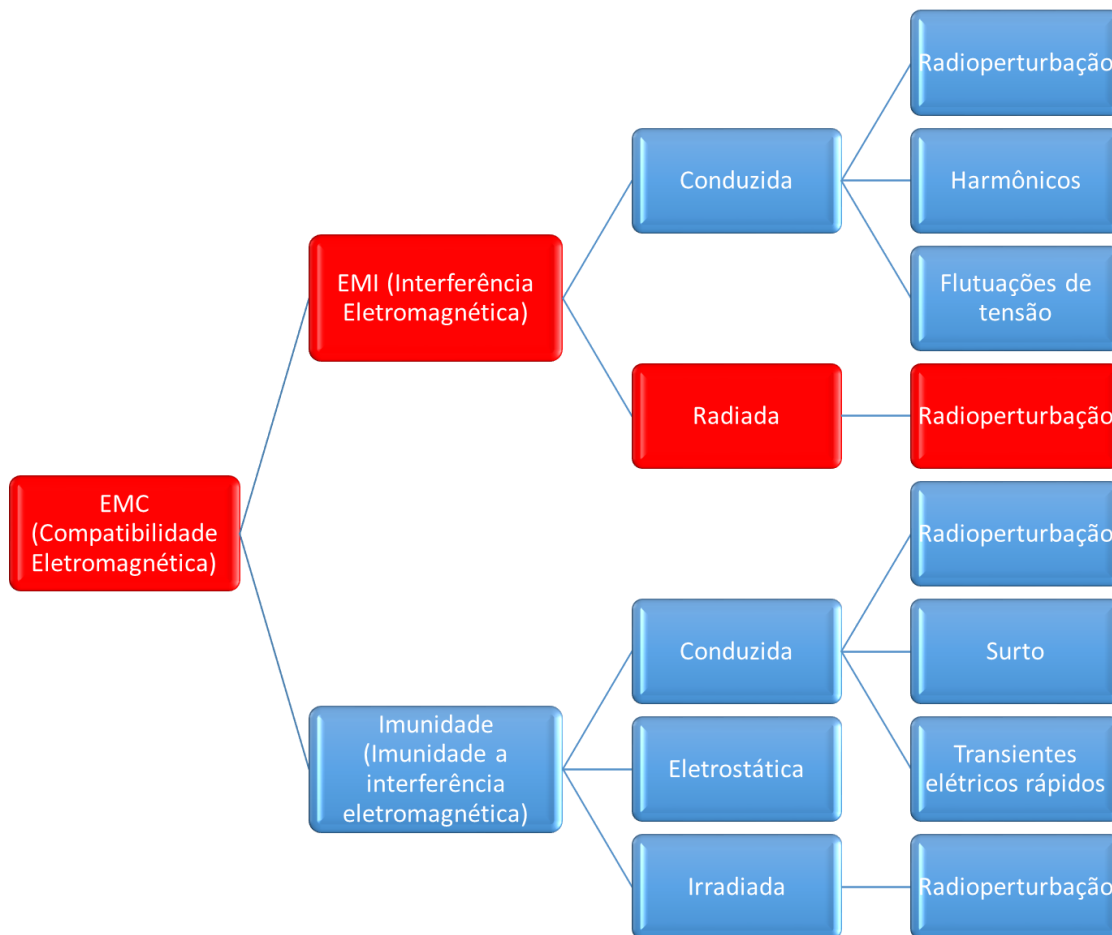 EMC
(Compatibilidade
Eletromagnética)
EMI (Interferência
Eletromagnética)
Conduzida
Radioperturbação
Harmônicos
Flutuações de
tensão
Radiada
Radioperturbação
Imunidade
(Imunidade a
interferência
eletromagnética)
Conduzida
Radioperturbação
Surto
Transientes
elétricos rápidos
Eletrostática
Irradiada
Radioperturbação